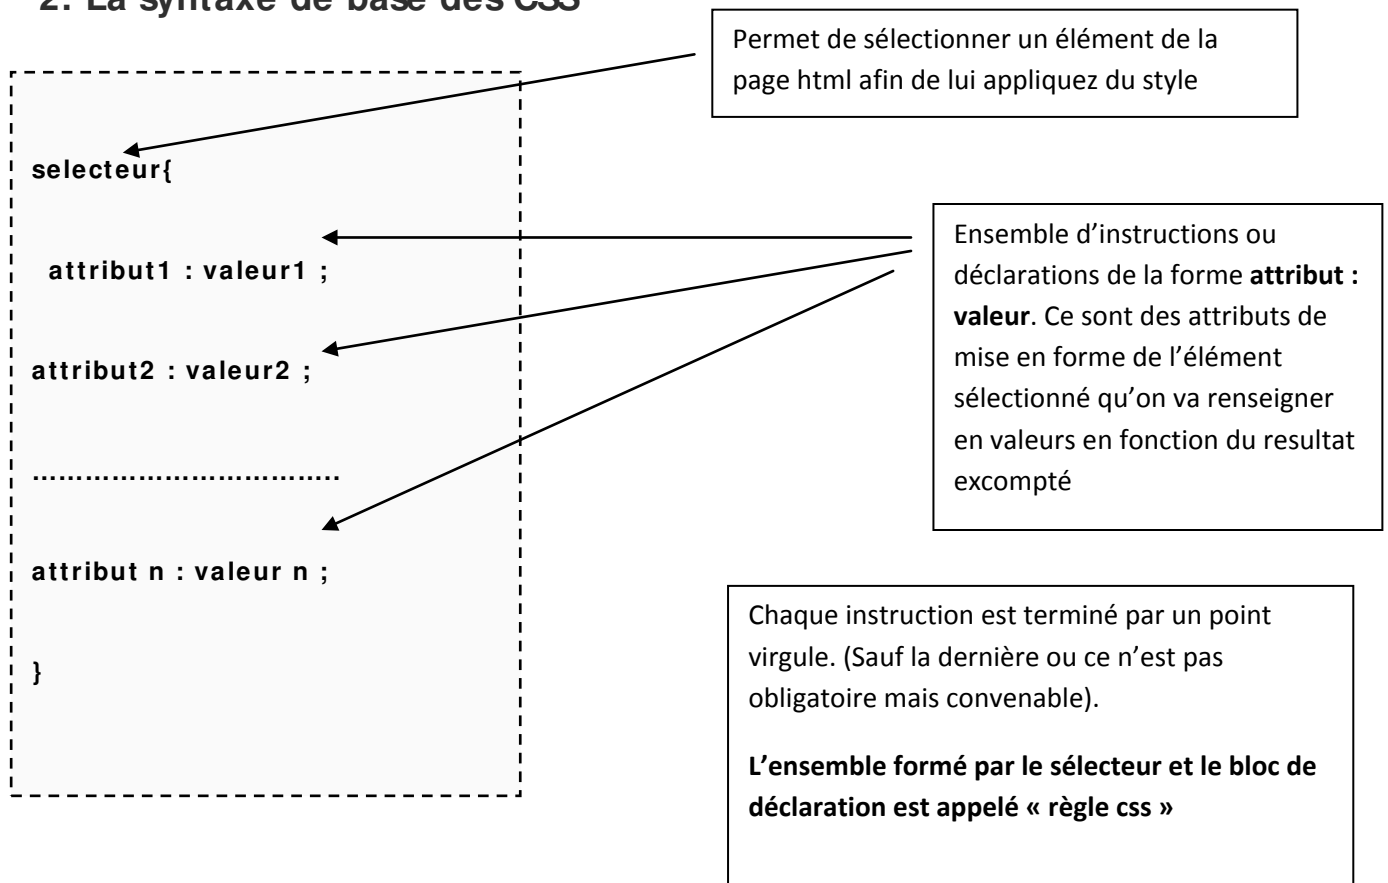 2. La syntaxe de base des CSS
Permet de sélectionner un élément de la
page html afin de lui appliquez du style
selecteur{
attribut1 : valeur1 ;
attribut2 : valeur2 ;
......................................
attribut n : valeur n ;
}
Ensemble d’instructions ou
déclarations de la forme attribut :
valeur. Ce sont des attributs de
mise en forme de l’élément
sélectionné qu’on va renseigner
en valeurs en fonction du resultat
excompté
Chaque instruction est terminé par un point
virgule. (Sauf la dernière ou ce n’est pas
obligatoire mais convenable).
L’ensemble formé par le sélecteur et le bloc de
déclaration est appelé « règle css »